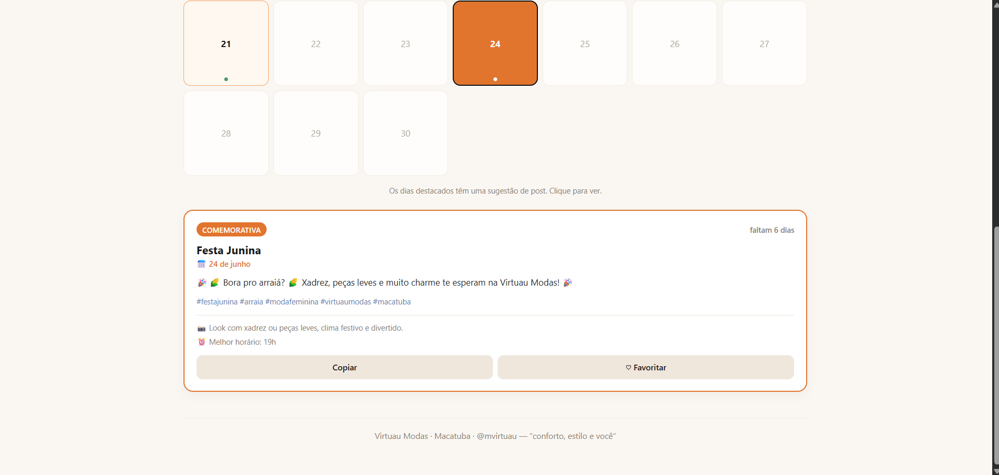 21 22 23 24 25 26 27
28 29 30
Os dias destacados têm uma sugestão de post. Clique para ver.
COMEMORATIVA
faltam 6 dias
Festa Junina
24 de junho
🎉 🌽 Bora pro arraiá? 🌽 Xadrez, peças leves e muito charme te esperam na Virtuau Modas! 🎉
#festajunina #arraia #modafeminina #virtuaumodas #macatuba
📷 Look com xadrez ou peças leves, clima festivo e divertido.
⏰ Melhor horário: 19h
Copiar
♡ Favoritar
Virtuau Modas · Macatuba · @mvirtuau — “conforto, estilo e você”